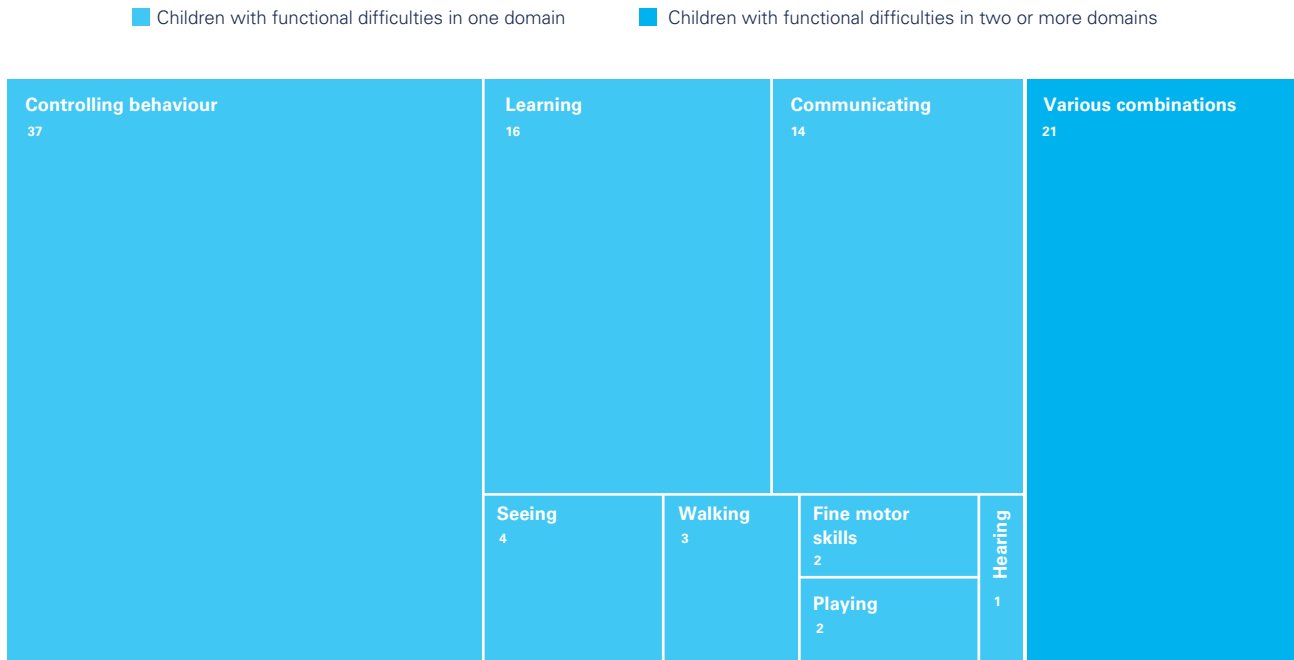 Children with functional difficulties in one domain
Children with functional difficulties in two or more domains
Controlling behaviour
37
Learning
16
Communicating
14
Various combinations
21
Seeing
4
Walking
3
Fine motor
skills
2
Playing
2
Hearing
1